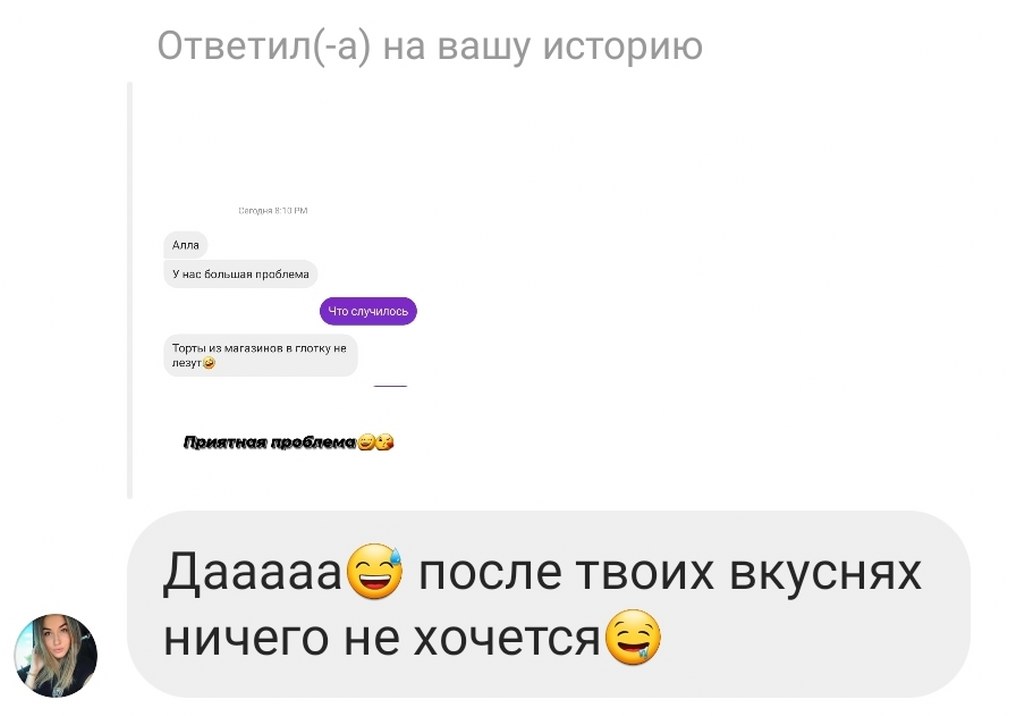 Ответил(-а) на вашу историю
Сегодня 8:10 PM
Алла
У нас большая проблема
Что случилось
Торты из магазинов в глотку не
лезут🤣
Приятная проблема😅😘
Дааааа😅 после твоих вкуснях
ничего не хочется🤤